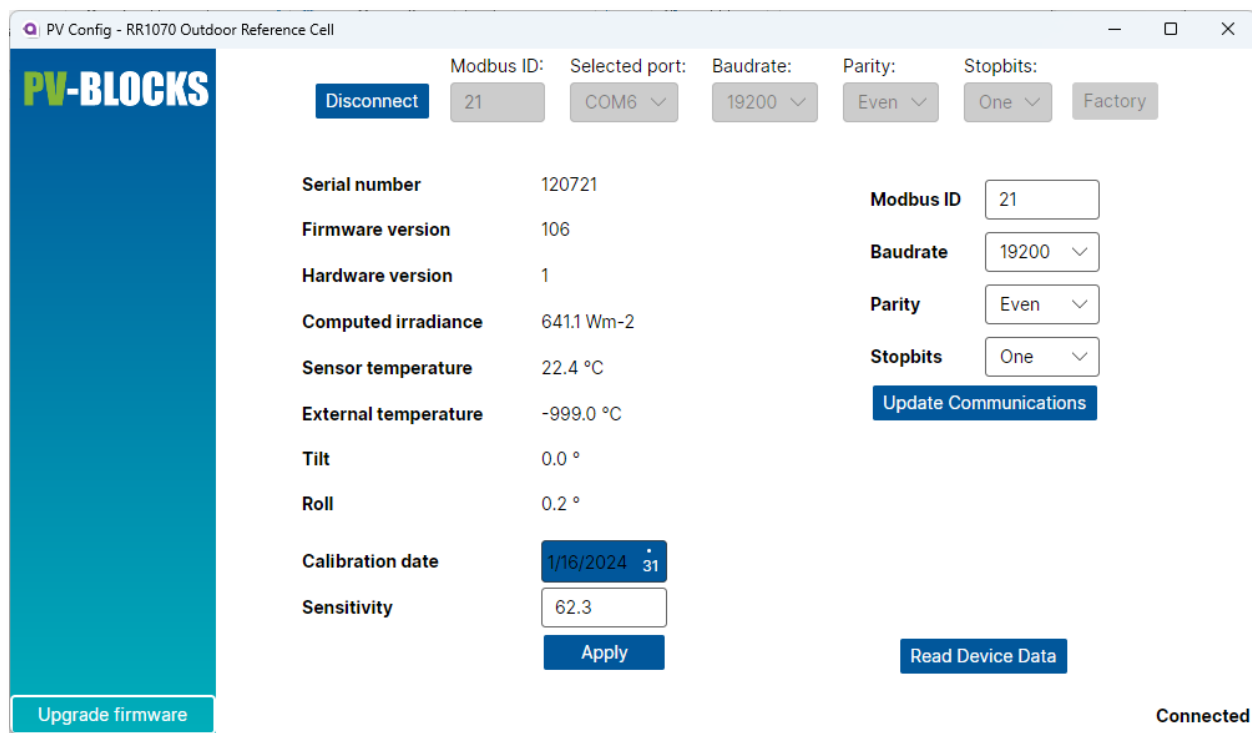 PV Config - RR1070 Outdoor Reference Cell
PV-BLOCKS
Modbus ID: Selected port: Baudrate: Parity: Stopbits:
Disconnect 21 COM6 19200 Even One Factory
Serial number 120721
Firmware version 106
Hardware version 1
Computed irradiance 641.1 Wm-2
Sensor temperature 22.4 °C
External temperature -999.0 °C
Tilt 0.0 °
Roll 0.2 °
Calibration date 1/16/2024 31
Sensitivity 62.3
Apply
Modbus ID 21
Baudrate 19200
Parity Even
Stopbits One
Update Communications
Read Device Data
Upgrade firmware
Connected